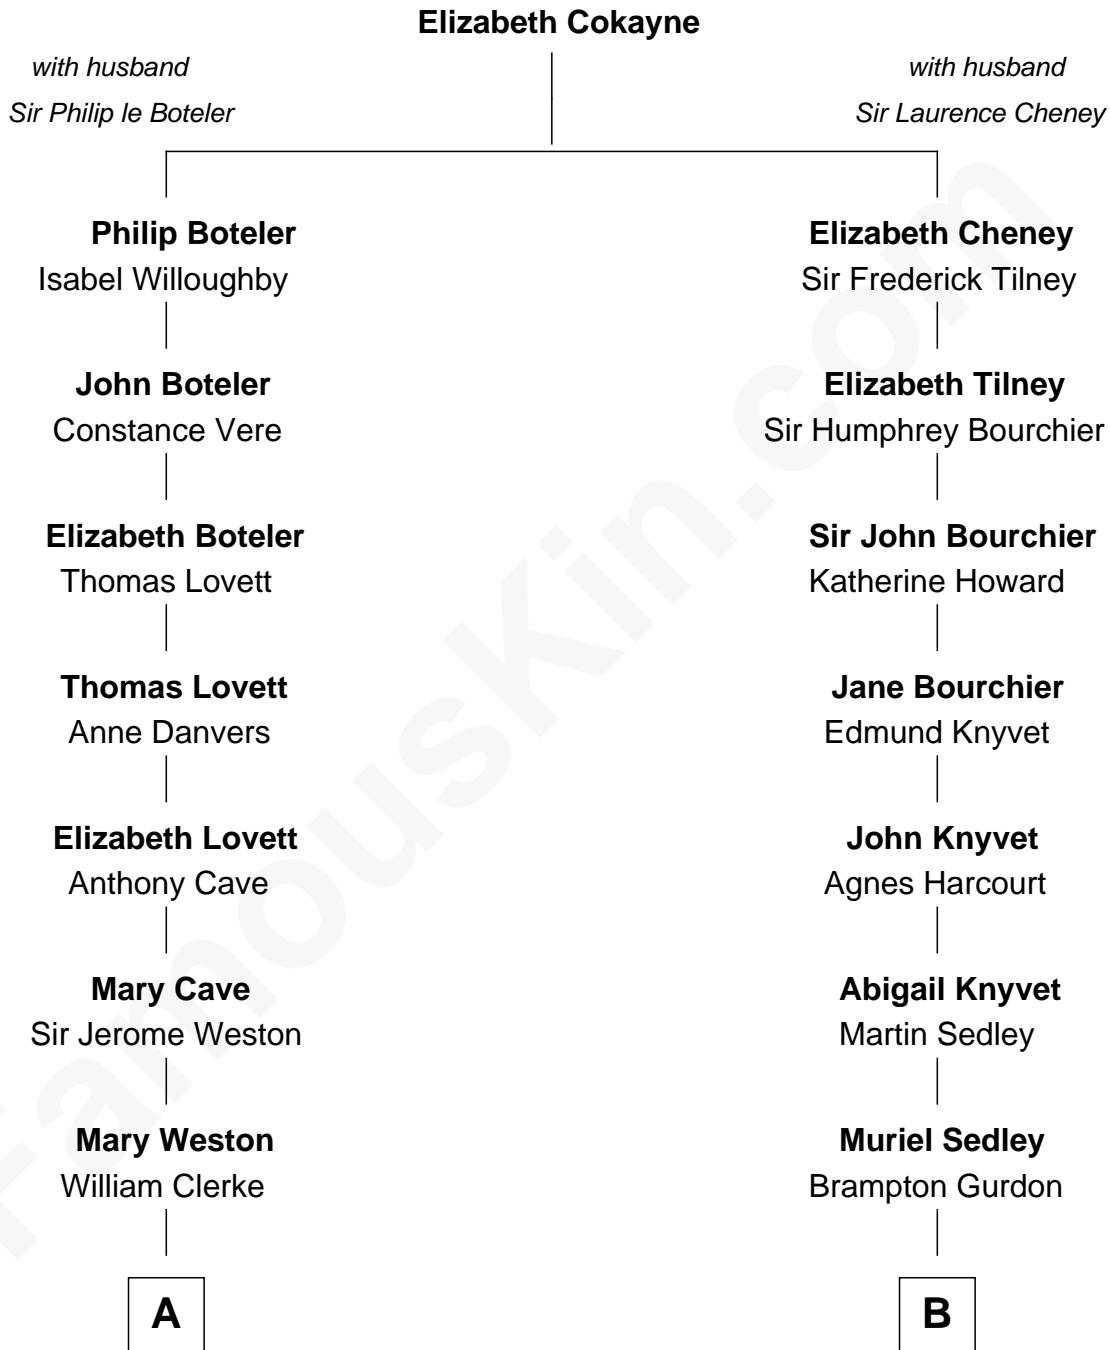 Elizabeth Cokayne
with husband
Sir Philip le Boteler
with husband
Sir Laurence Cheney
Philip Boteler
Isabel Willoughby
Elizabeth Cheney
Sir Frederick Tilney
John Boteler
Constance Vere
Elizabeth Tilney
Sir Humphrey Bourchier
Elizabeth Boteler
Thomas Lovett
Sir John Bourchier
Katherine Howard
Thomas Lovett
Anne Danvers
Jane Bourchier
Edmund Knyvet
Elizabeth Lovett
Anthony Cave
John Knyvet
Agnes Harcourt
Mary Cave
Sir Jerome Weston
Abigail Knyvet
Martin Sedley
Mary Weston
William Clerke
Muriel Sedley
Brampton Gurdon
A
B
FamousKin.com